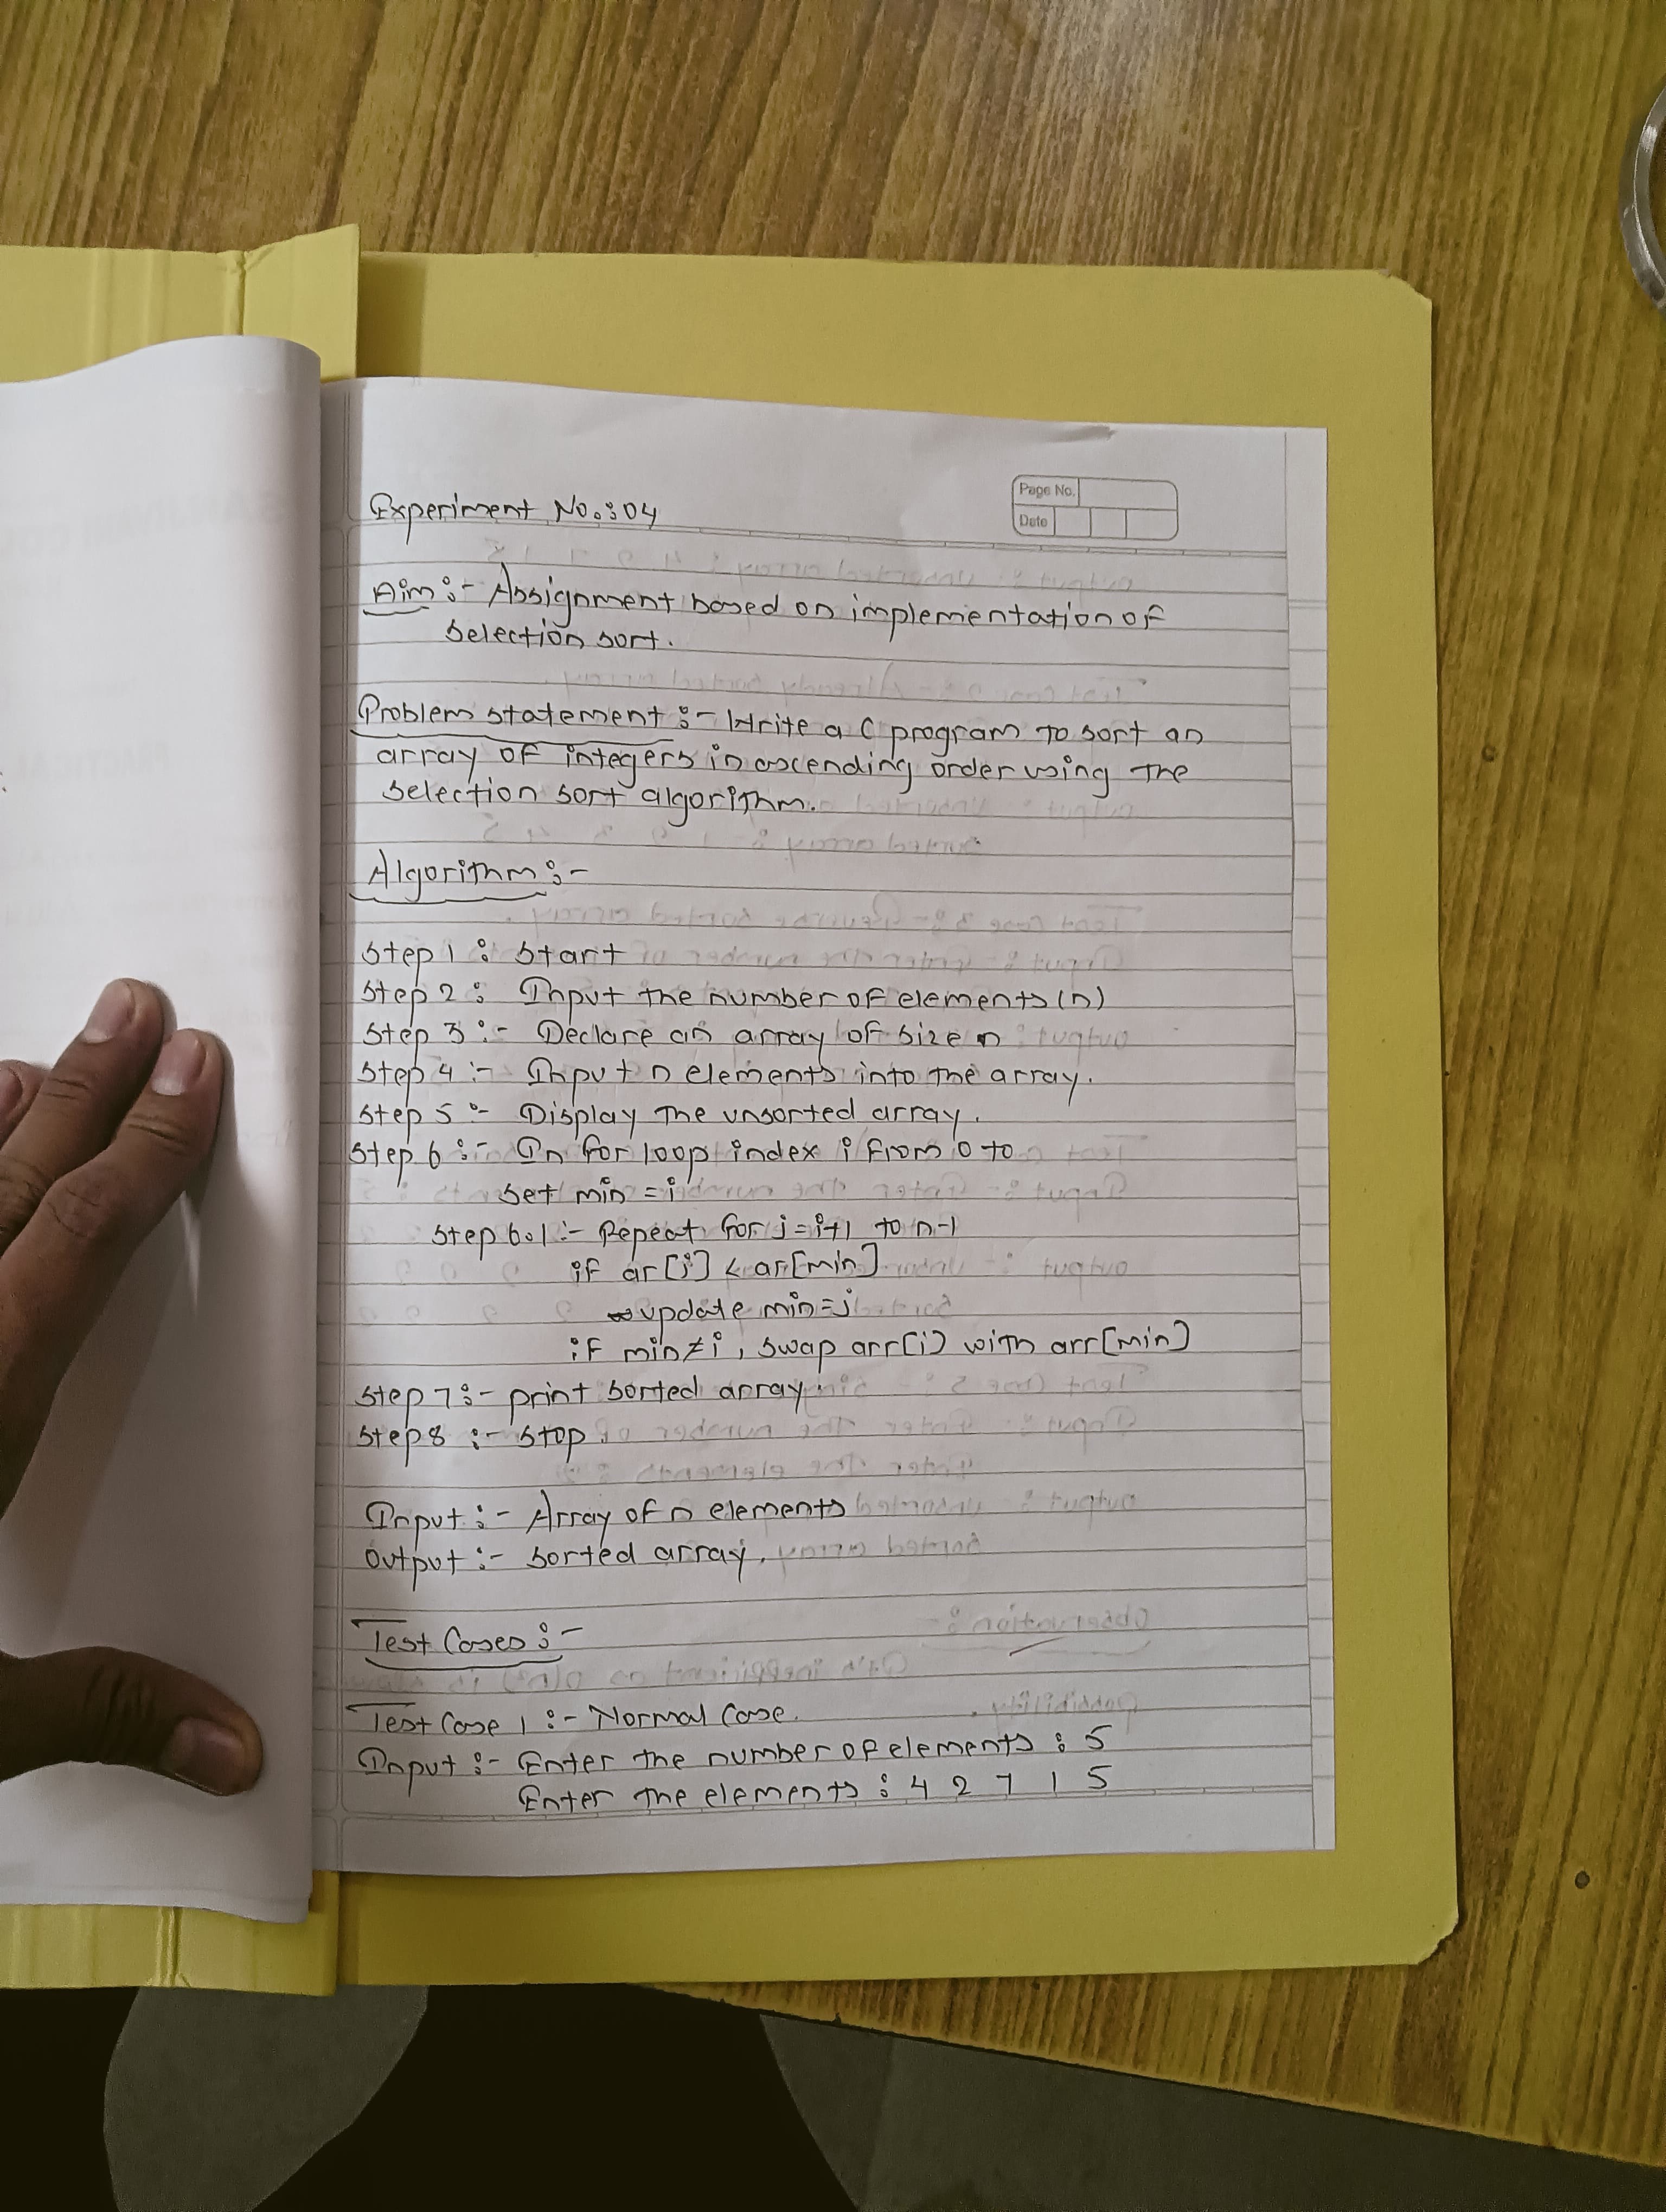 Experiment No.:04
Page No.
Date
Aim :- Assignment based on implementation of
selection sort.
Problem statement :- Write a C program to sort an
array of integers in ascending order using the
selection sort algorithm.
Algorithm :-
Step 1 : Start
Step 2 : Input the number of elements (n)
Step 3 :- Declare an array of size n
Step 4 :- Input n elements into the array.
Step 5 :- Display the unsorted array.
Step 6 :- In for loop index i from 0 to
set min = i
Step 6.1 :- Repeat for j = i+1 to n-1
if ar[j] < ar[min]
update min = j
if min ≠ i, swap arr[i] with arr[min]
Step 7 :- print sorted array.
Step 8 :- Stop.
Input :- Array of n elements
Output :- sorted array.
Test Cases :-
Test Case 1 :- Normal Case.
Input :- Enter the number of elements : 5
Enter the elements : 4 2 7 1 5